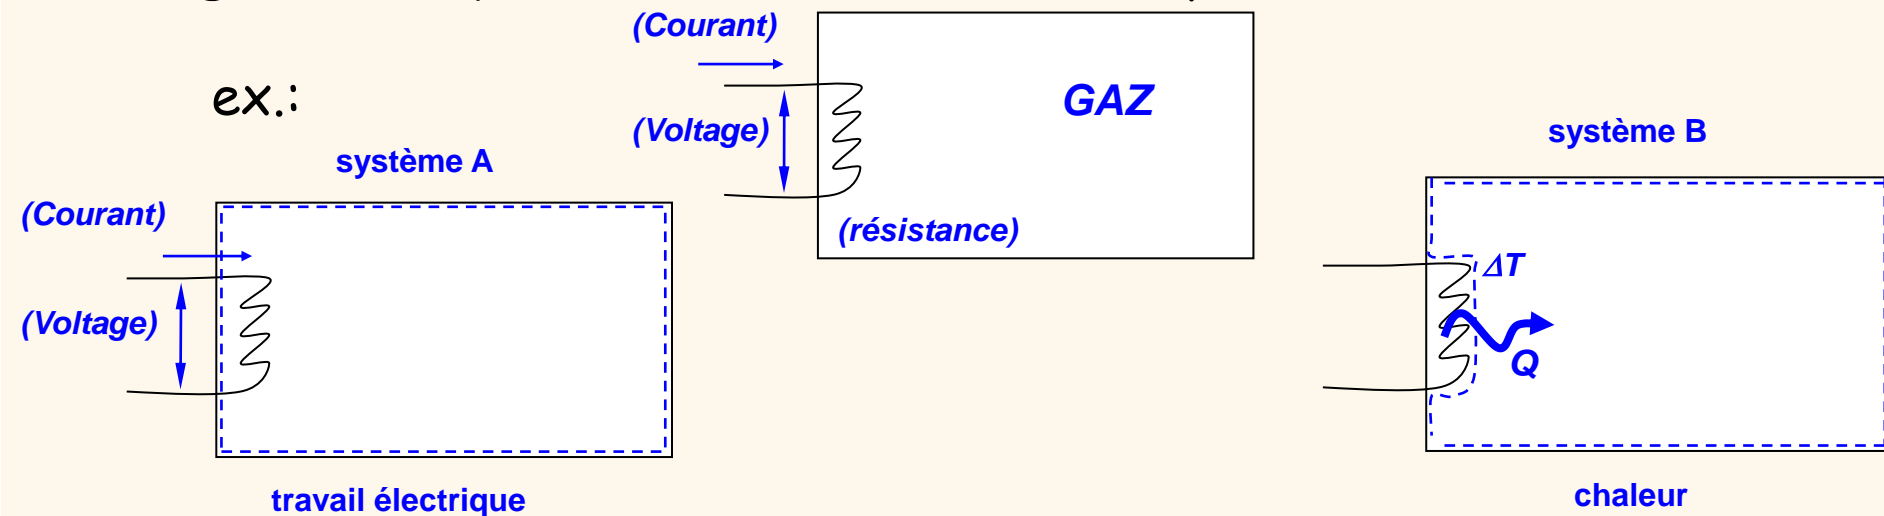 (Courant)
ex.:
(Voltage)
GAZ
(résistance)
système A
(Courant)
(Voltage)
travail électrique
système B
ΔT
Q
chaleur